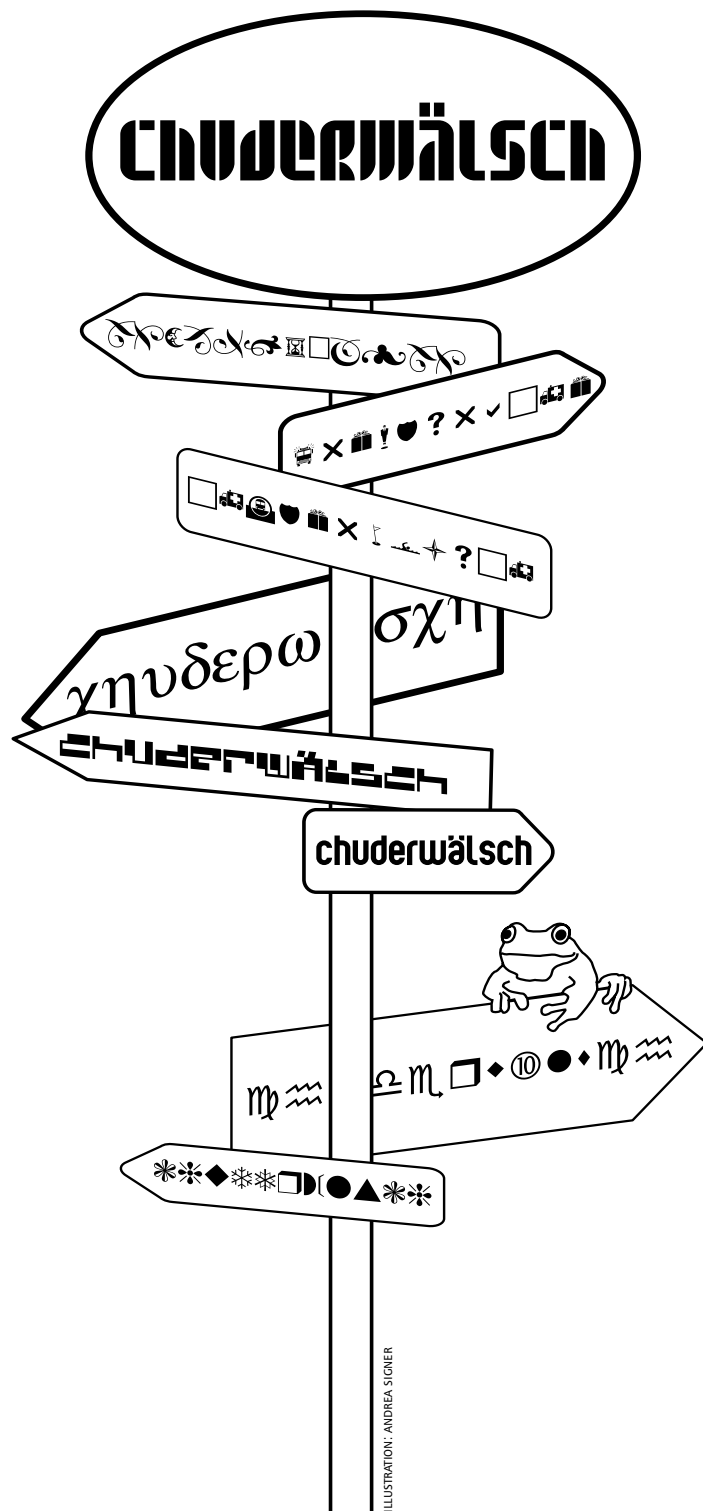 chuderwälsch
χηυδερω σχη
chuderwälsch
chuderwälsch
ILLUSTRATION: ANDREA SIGNER